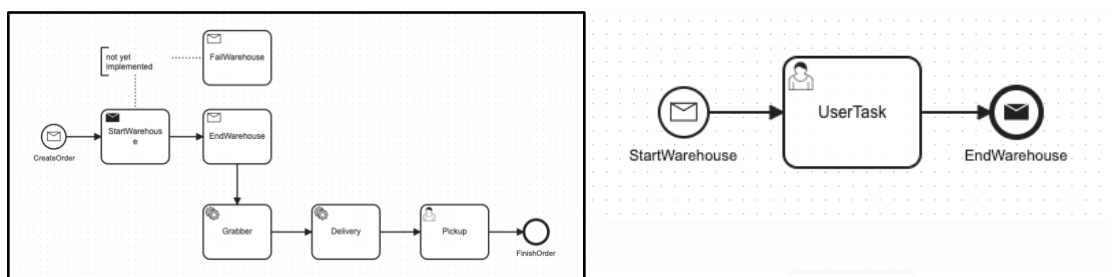 not yet
implemented
FailWarehouse
StartWarehous
e
EndWarehouse
CreateOrder
Grabber
Delivery
Pickup
FinishOrder
UserTask
StartWarehouse
EndWarehouse